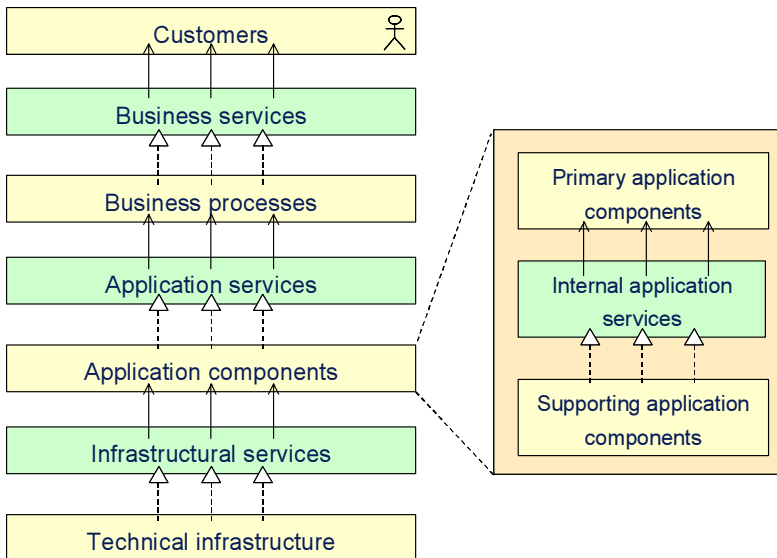 Customers
Business services
Business processes
Application services
Application components
Infrastructural services
Technical infrastructure
Primary application
components
Internal application
services
Supporting application
components